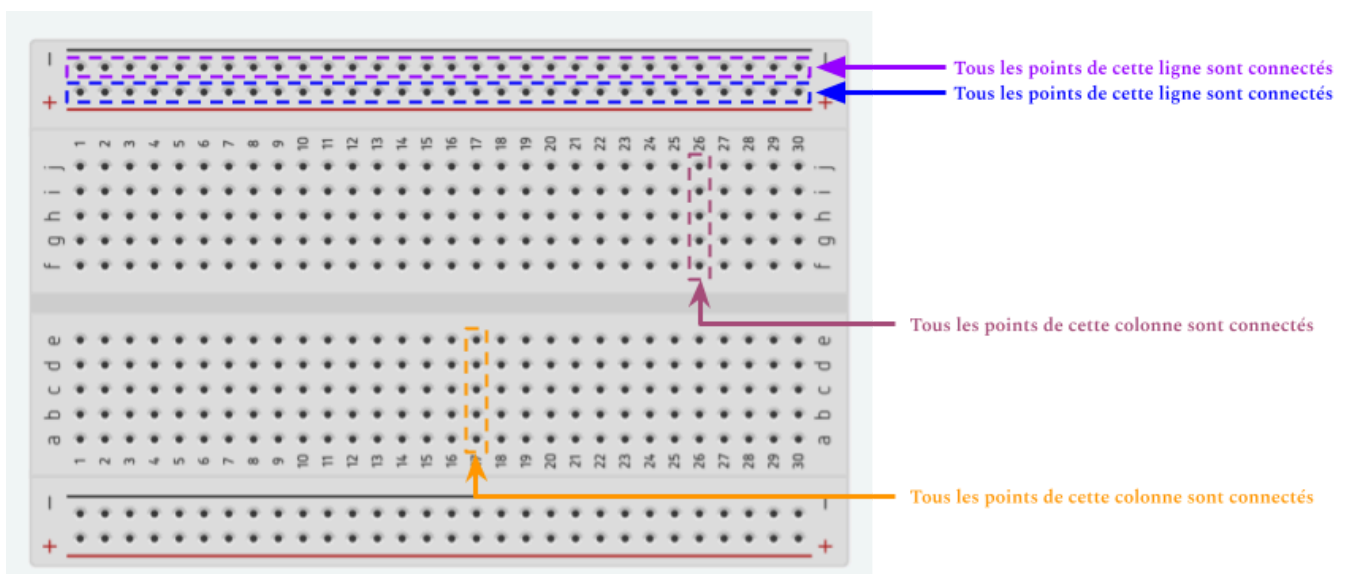 − −
Tous les points de cette ligne sont connectés
+ +
Tous les points de cette ligne sont connectés
1 2 3 4 5 6 7 8 9 10 11 12 13 14 15 16 17 18 19 20 21 22 23 24 25 26 27 28 29 30
j j
i i
h h
g g
f f
Tous les points de cette colonne sont connectés
e e
d d
c c
b b
a a
1 2 3 4 5 6 7 8 9 10 11 12 13 14 15 16 18 19 20 21 22 23 24 25 26 27 28 29 30
− −
Tous les points de cette colonne sont connectés
+ +